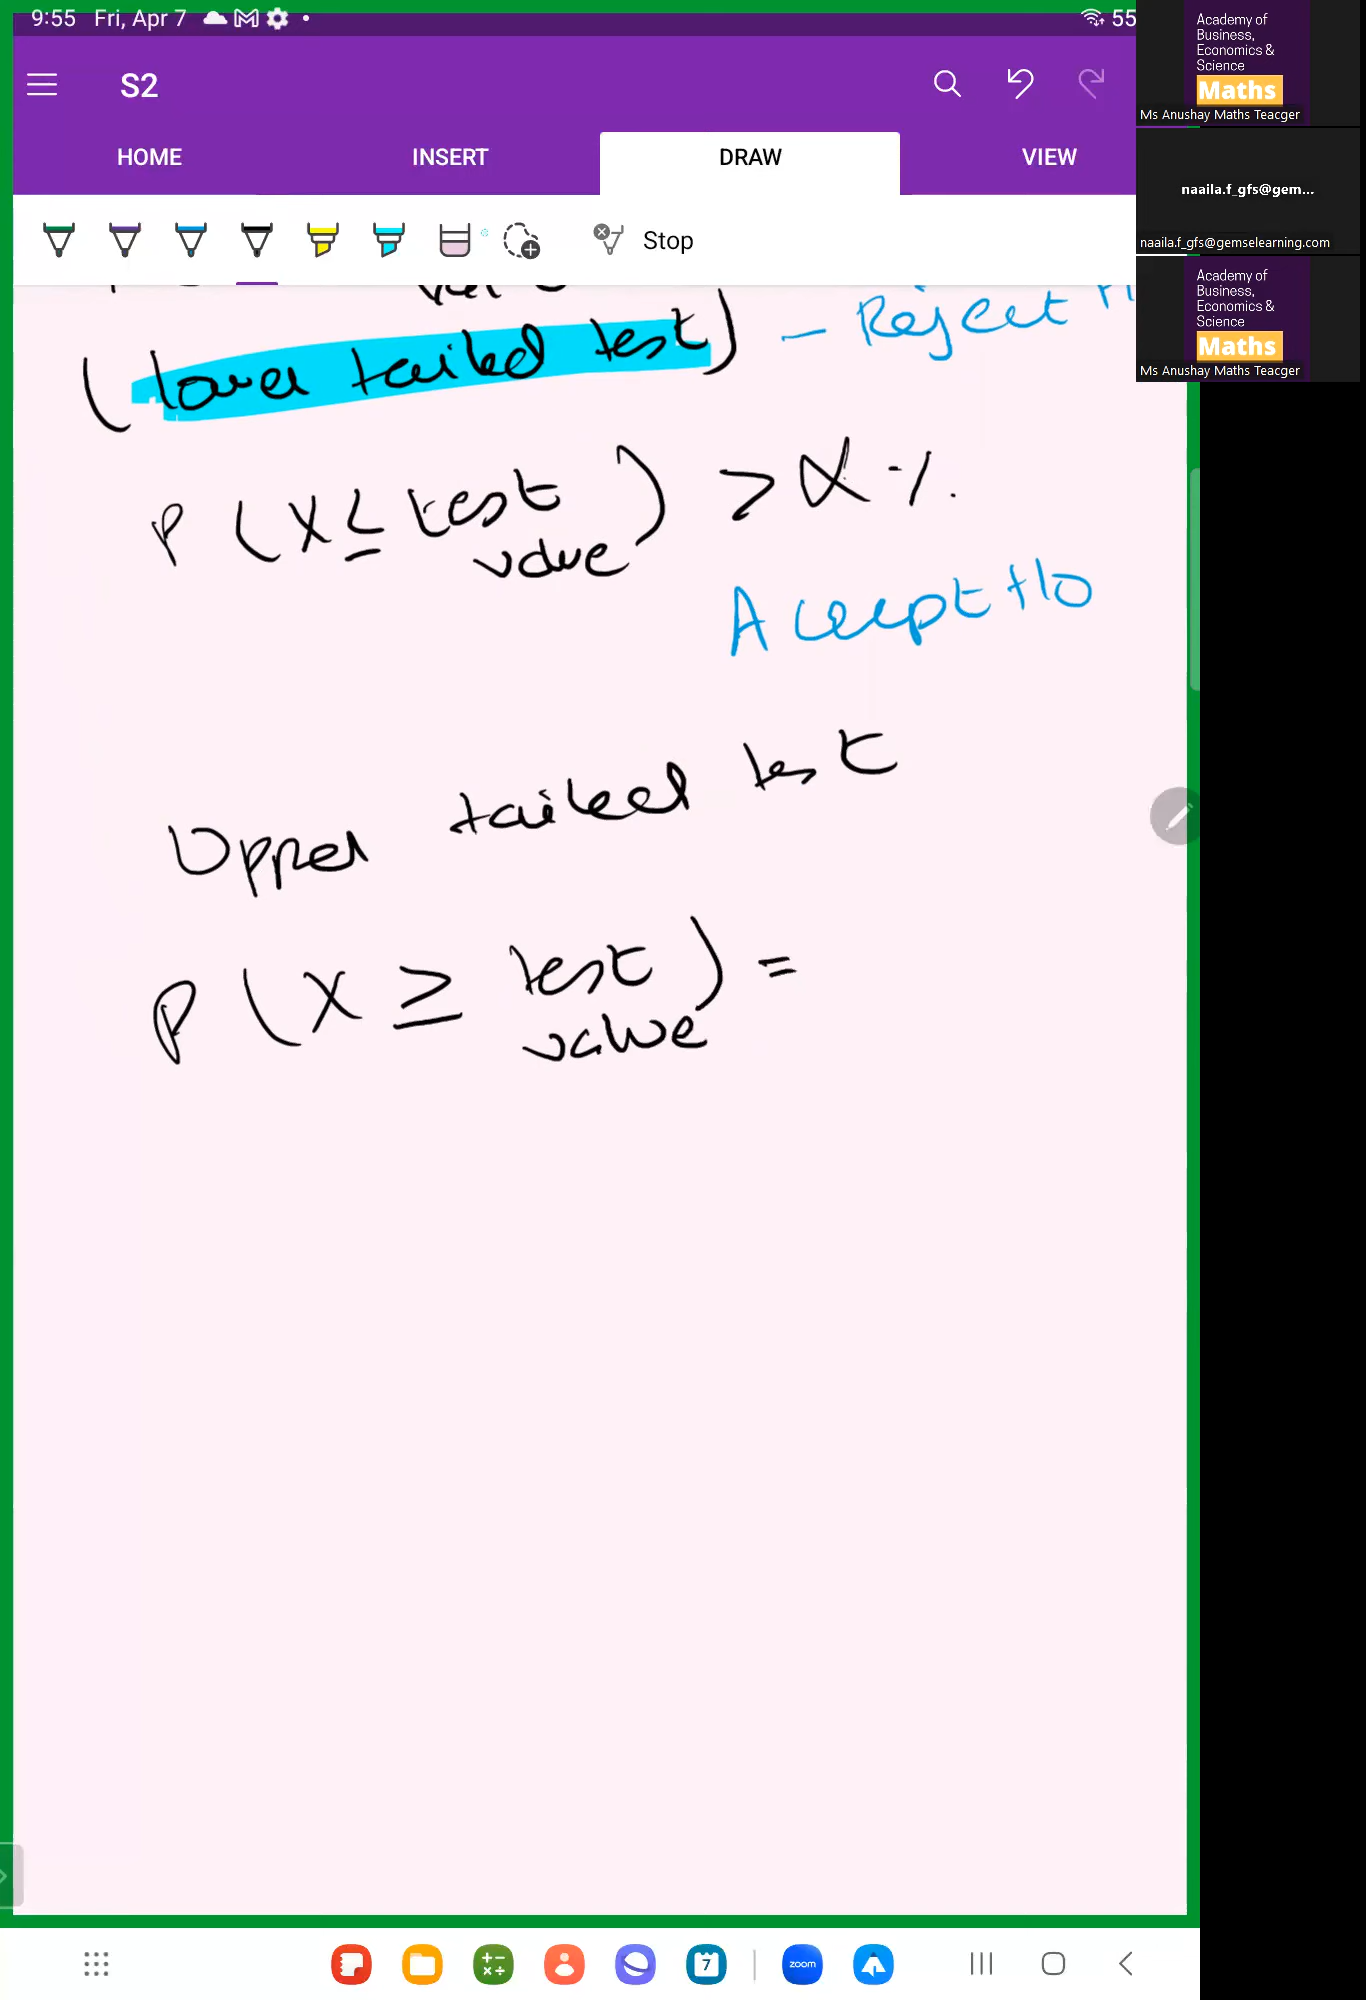 9:55 Fri, Apr 7
55
S2
HOME INSERT DRAW VIEW
Stop
Academy of
Business,
Economics &
Science
Maths
Ms Anushay Maths Teacger
naaila.f_gfs@gem...
naaila.f_gfs@gemselearning.com
Academy of
Business,
Economics &
Science
Maths
Ms Anushay Maths Teacger
(lower tailed test) - Reject
P (X ≤ test value) > α %.
Accept H0
Upper tailed test
P (X ≥ test value) =
7
zoom